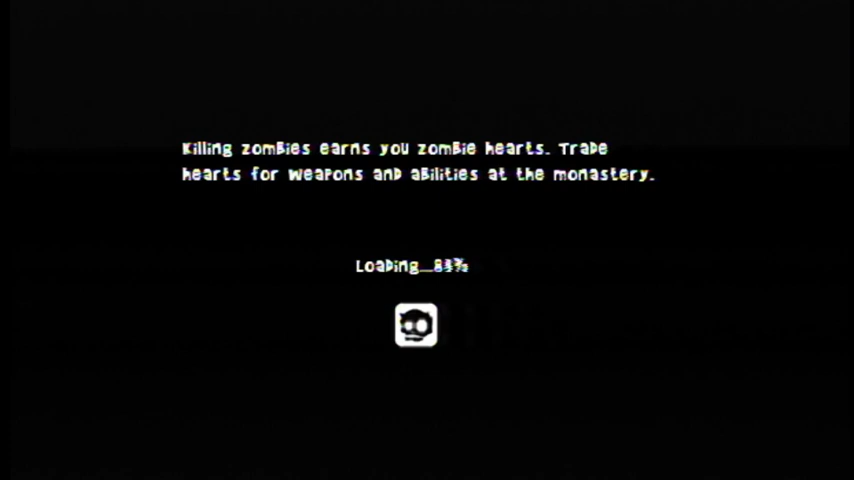 Killing zombies earns you zombie hearts. Trade
hearts for weapons and abilities at the monastery.
Loading...